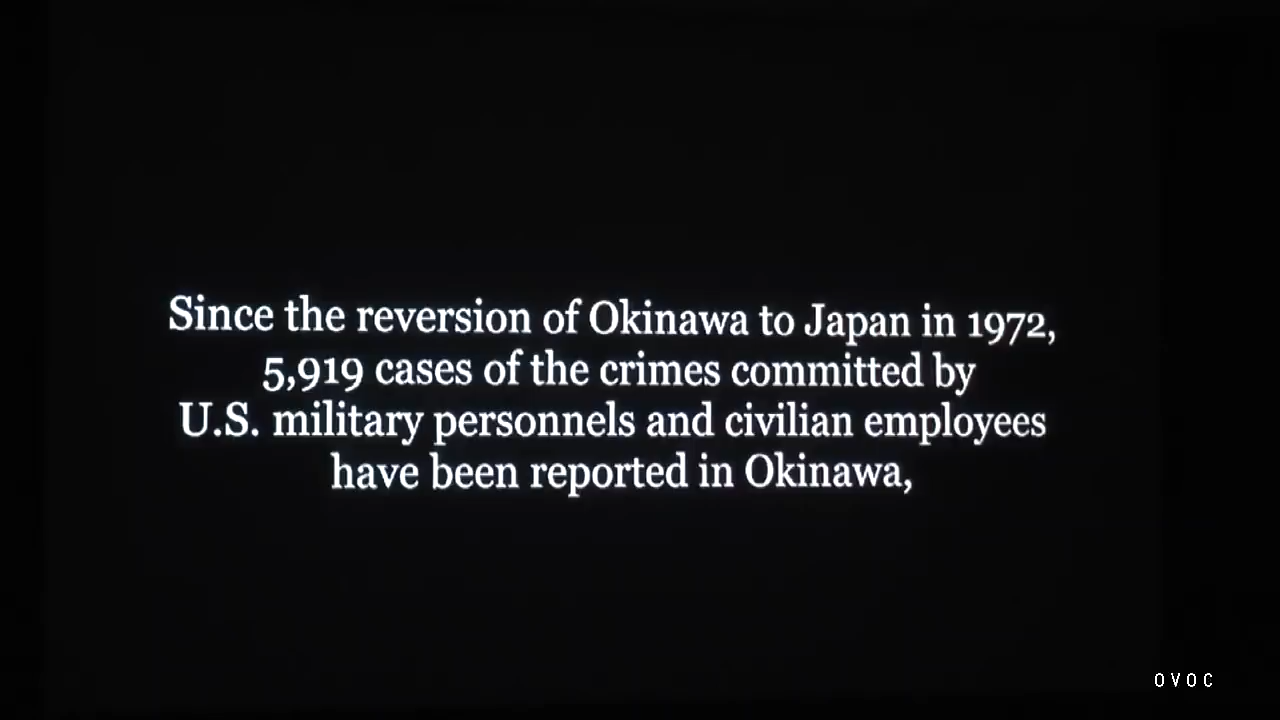 Since the reversion of Okinawa to Japan in 1972,
5,919 cases of the crimes committed by
U.S. military personnels and civilian employees
have been reported in Okinawa,
OVOC